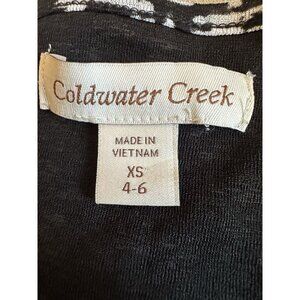 Coldwater Creek
MADE IN
VIETNAM
XS
4-6